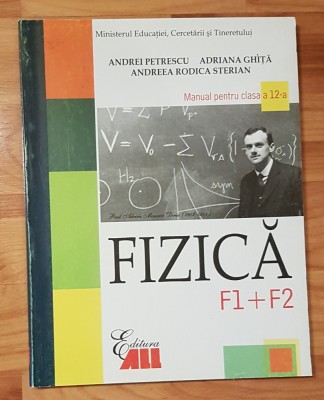 Ministerul Educației, Cercetării și Tineretului
ANDREI PETRESCU ADRIANA GHIȚĂ
ANDREEA RODICA STERIAN
Manual pentru clasa a 12-a
sym
FIZICĂ
F1+F2
Editura
ALL